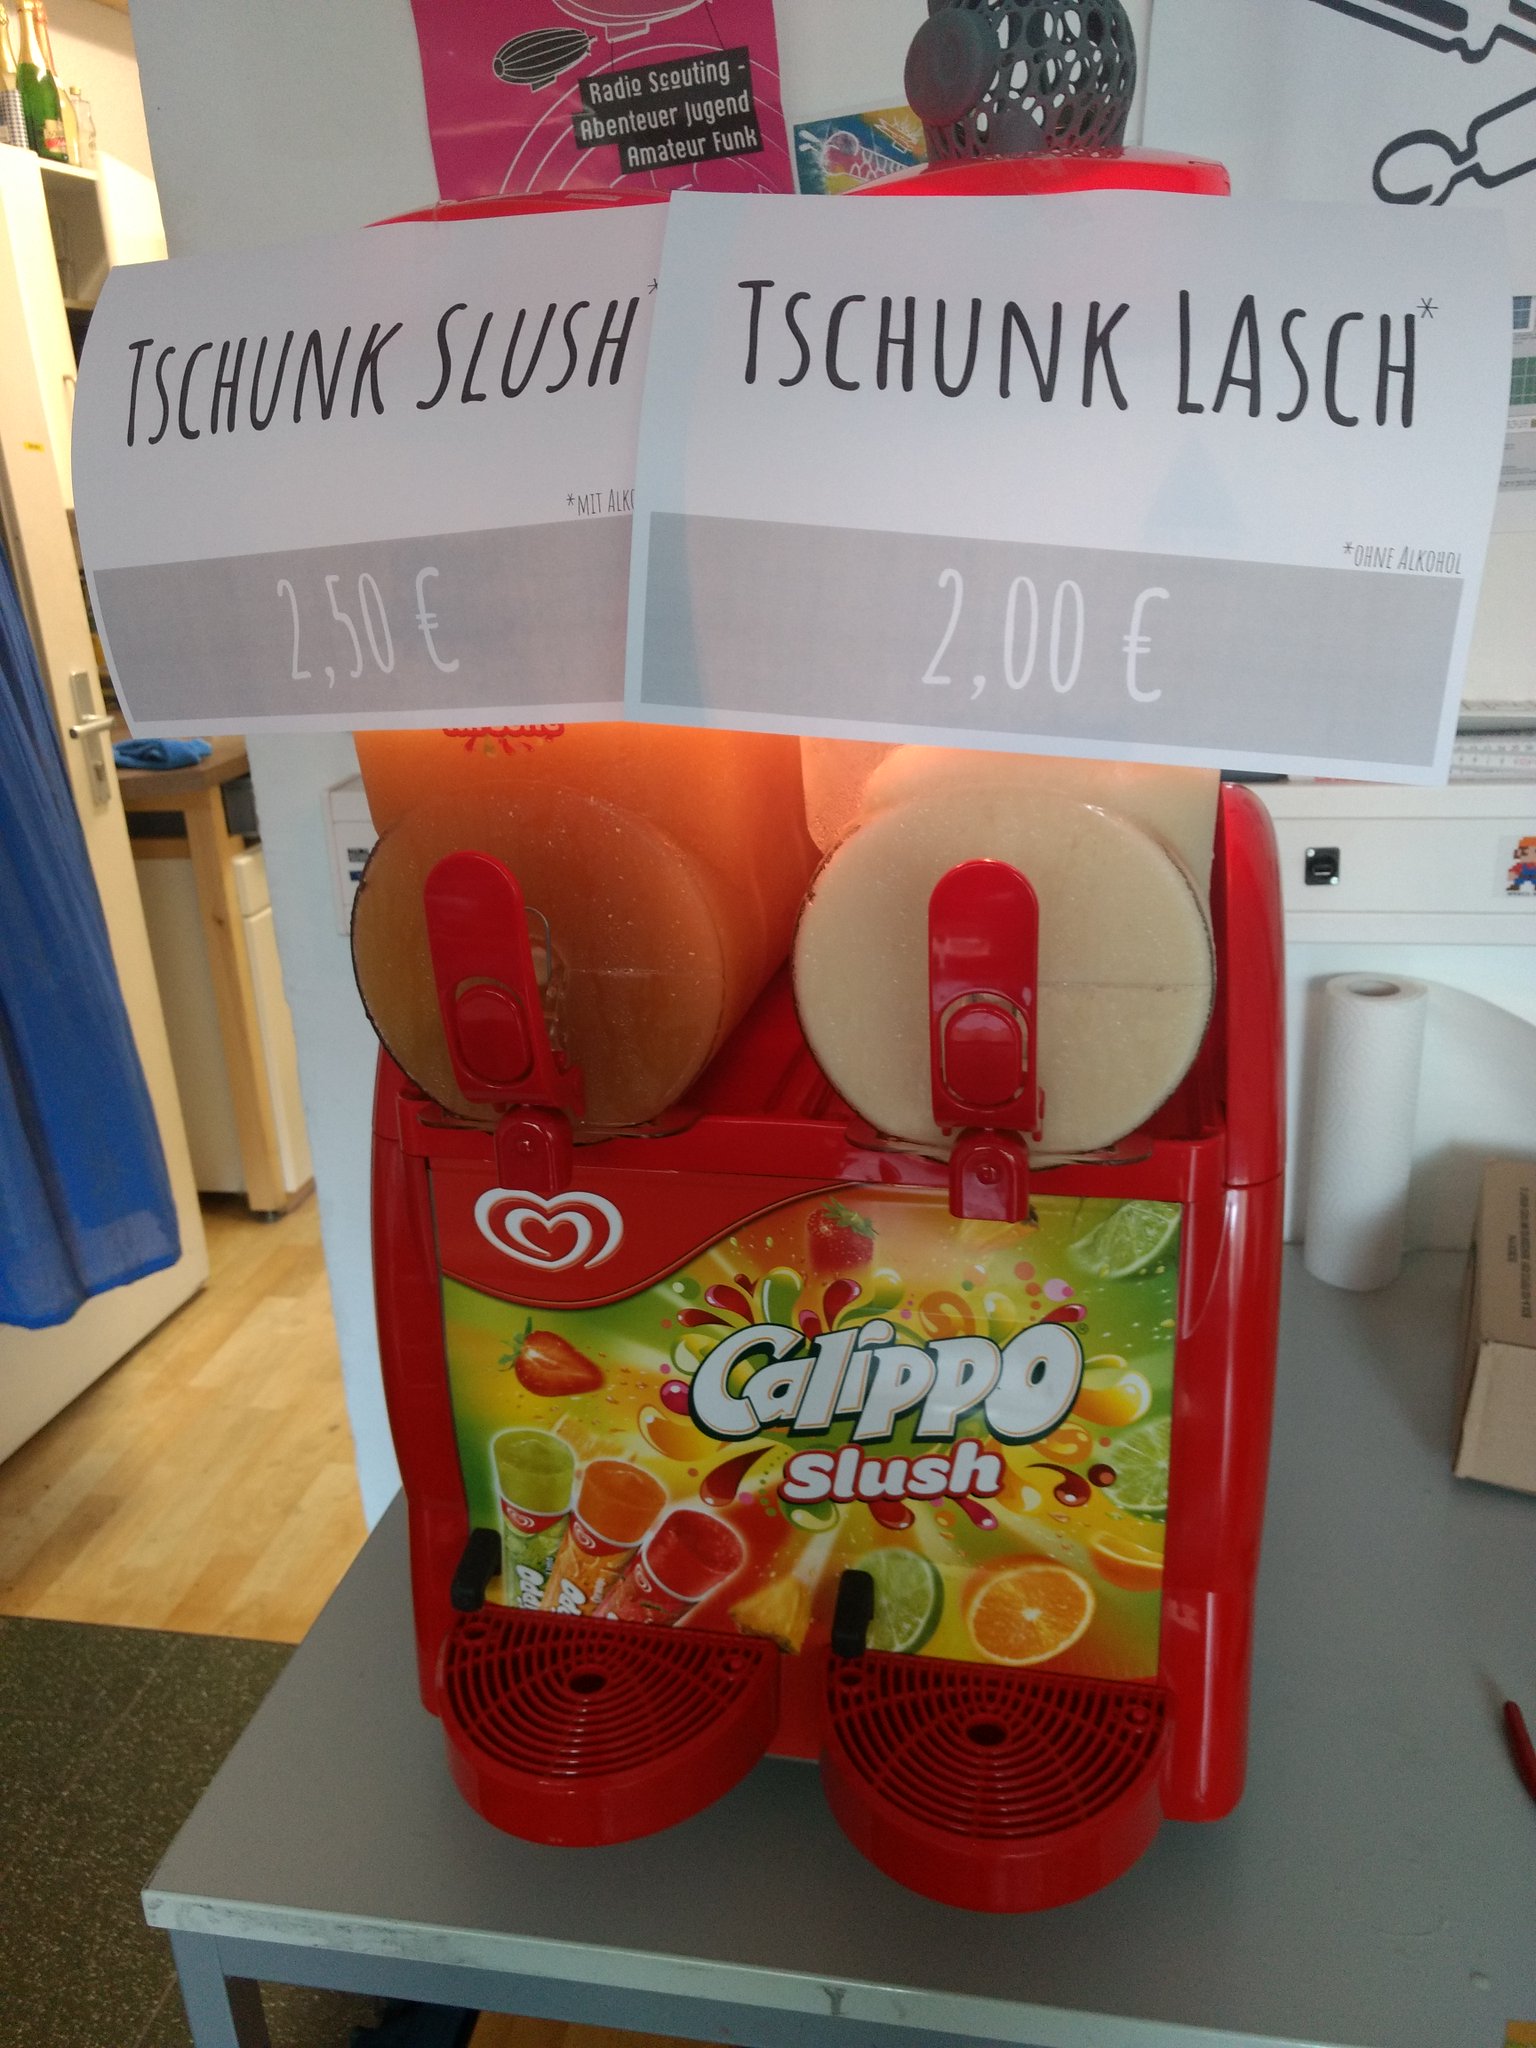 Radio Scouting -
Abenteuer Jugend
Amateur Funk
TSCHUNK SLUSH*
*MIT ALKO
2,50 €
TSCHUNK LASCH*
*OHNE ALKOHOL
2,00 €
Calippo
slush